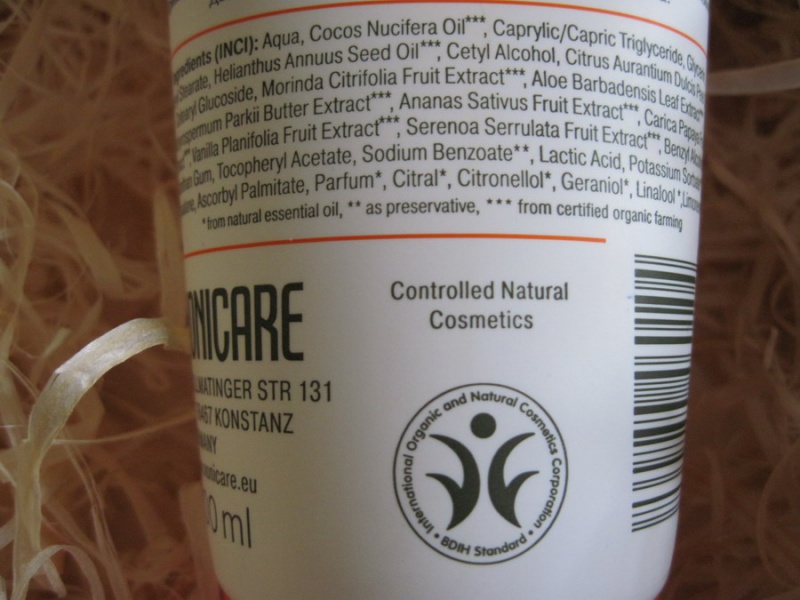 (INCI): Aqua, Cocos Nucifera Oil***, Caprylic/Capric Triglyceride,
Stearate, Helianthus Annuus Seed Oil***, Cetyl Alcohol, Citrus Aurantium Dulcis
Glucoside, Morinda Citrifolia Fruit Extract***, Aloe Barbadensis Leaf Extract
Parkii Butter Extract***, Ananas Sativus Fruit Extract***, Carica Papaya
Vanilla Planifolia Fruit Extract***, Serenoa Serrulata Fruit Extract***, Benzyl
Gum, Tocopheryl Acetate, Sodium Benzoate**, Lactic Acid, Potassium
Ascorbyl Palmitate, Parfum*, Citral*, Citronellol*, Geraniol*, Linalool*,
* from natural essential oil, ** as preservative, *** from certified organic farming
ONICARE
STR 131
KONSTANZ
Controlled Natural
Cosmetics
International Organic and Natural Cosmetics Corporation
• BDIH Standard •
ml